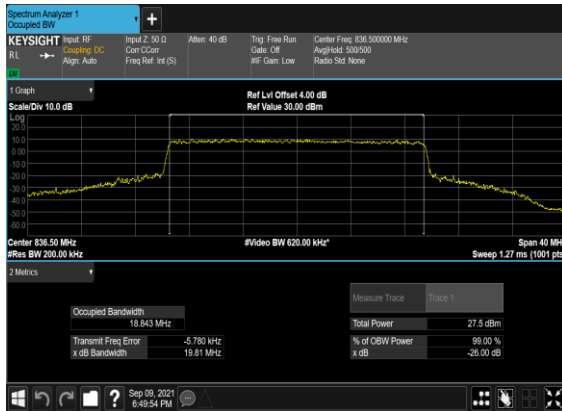 Spectrum Analyzer 1
Occupied BW
+
KEYSIGHT Input: RF Input Z: 50 Ω Atten: 40 dB Trig: Free Run Center Freq: 836.500000 MHz
RL Coupling: DC Corr CCorr Gate: Off Avg|Hold: 500/500
Align: Auto Freq Ref: Int (S) #IF Gain: Low Radio Std: None
1 Graph
Ref Lvl Offset 4.00 dB
Scale/Div 10.0 dB Ref Value 30.00 dBm
Log
20.0
10.0
0.00
-10.0
-20.0
-30.0
-40.0
-50.0
-60.0
Center 836.50 MHz #Video BW 620.00 kHz* Span 40 MH
#Res BW 200.00 kHz Sweep 1.27 ms (1001 pts
2 Metrics
Measure Trace Trace 1
Occupied Bandwidth
18.843 MHz Total Power 27.5 dBm
Transmit Freq Error -5.780 kHz % of OBW Power 99.00 %
x dB Bandwidth 19.81 MHz x dB -26.00 dB
? Sep 09, 2021
6:49:54 PM